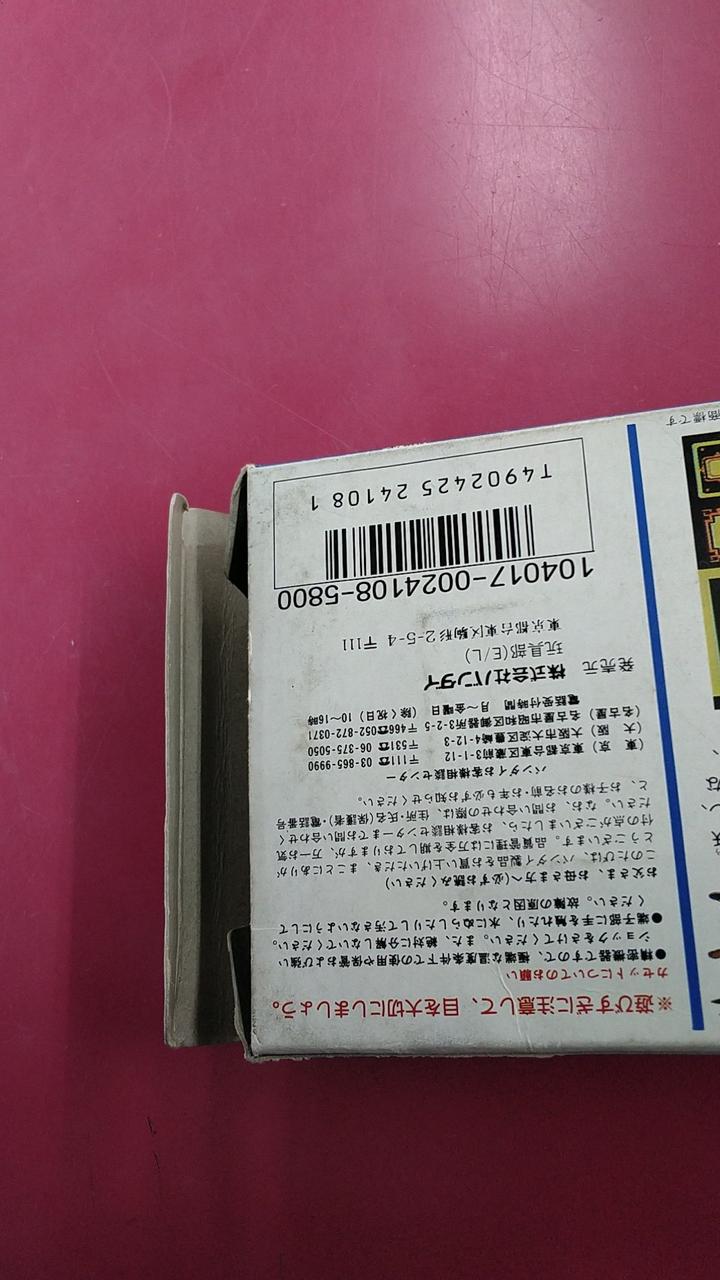 ※遊びすぎに注意して、目を大切にしましょう。
カセットについてのお願い
●精密機器ですので、極端な温度条件下での使用や保管および強い
ショックをさけてください。また、絶対に分解しないでください。
●端子部に手を触れたり、水にぬらしたりして汚さないようにして
ください。故障の原因となります。
お父さま、お母さま方へ(必ずお読みください)
このたびは、バンダイ製品をお買い上げいただき、まことにありが
とうございます。品質管理には万全を期しておりますが、万一お気
付の点がございましたら、お客様相談センターまでお問い合わせく
ださい。なお、お問い合わせの際は、住所・氏名(保護者)・電話番号
と、お子様のお名前・お年も必ずお知らせください。
バンダイお客様相談センター
(東 京) 東京都台東区蔵前3-1-12 〒111☎ 03-865-9990
(大 阪) 大阪市大淀区豊崎4-12-3 〒531☎ 06-375-5050
(名古屋) 名古屋市昭和区御器所3-2-5 〒466☎052-872-0371
電話受付時間 月〜金曜日 (除く祝日) 10〜16時
発売元 株式会社バンダイ
玩具部(E/L)
東京都台東区駒形2-5-4 〒111
104017-0024108-5800
T4902425 24108 1
商標です